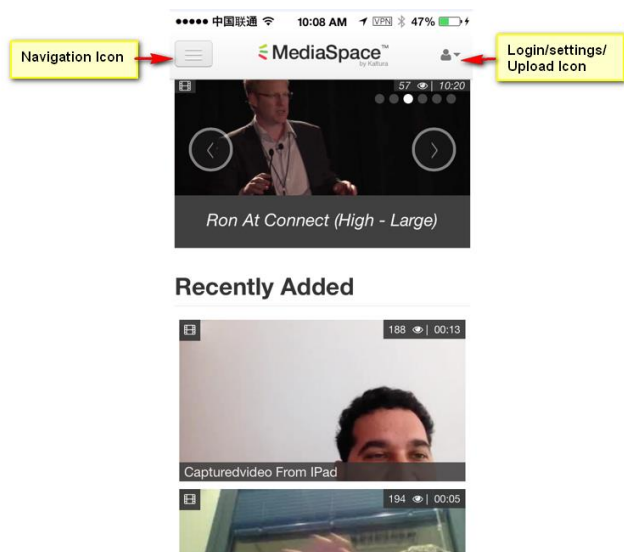 中国联通 10:08 AM VPN 47%
Navigation Icon
MediaSpace™
by Kaltura
Login/settings/
Upload Icon
57 | 10:20
Ron At Connect (High - Large)
Recently Added
188 | 00:13
Capturedvideo From IPad
194 | 00:05